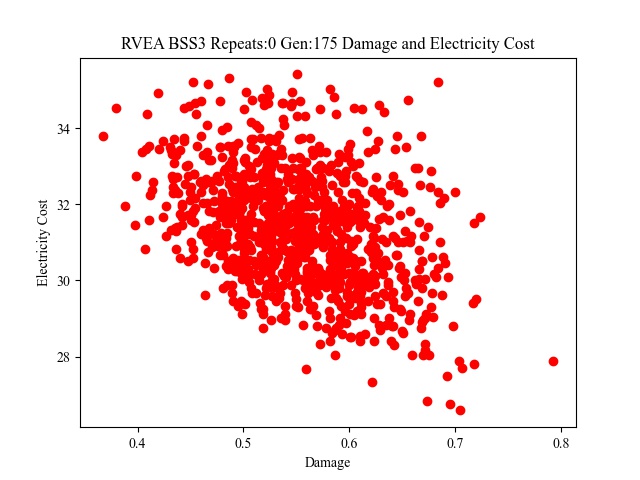 RVEA BSS3 Repeats:0 Gen:175 Damage and Electricity Cost
34
32
30
28
Electricity Cost
0.4 0.5 0.6 0.7 0.8
Damage